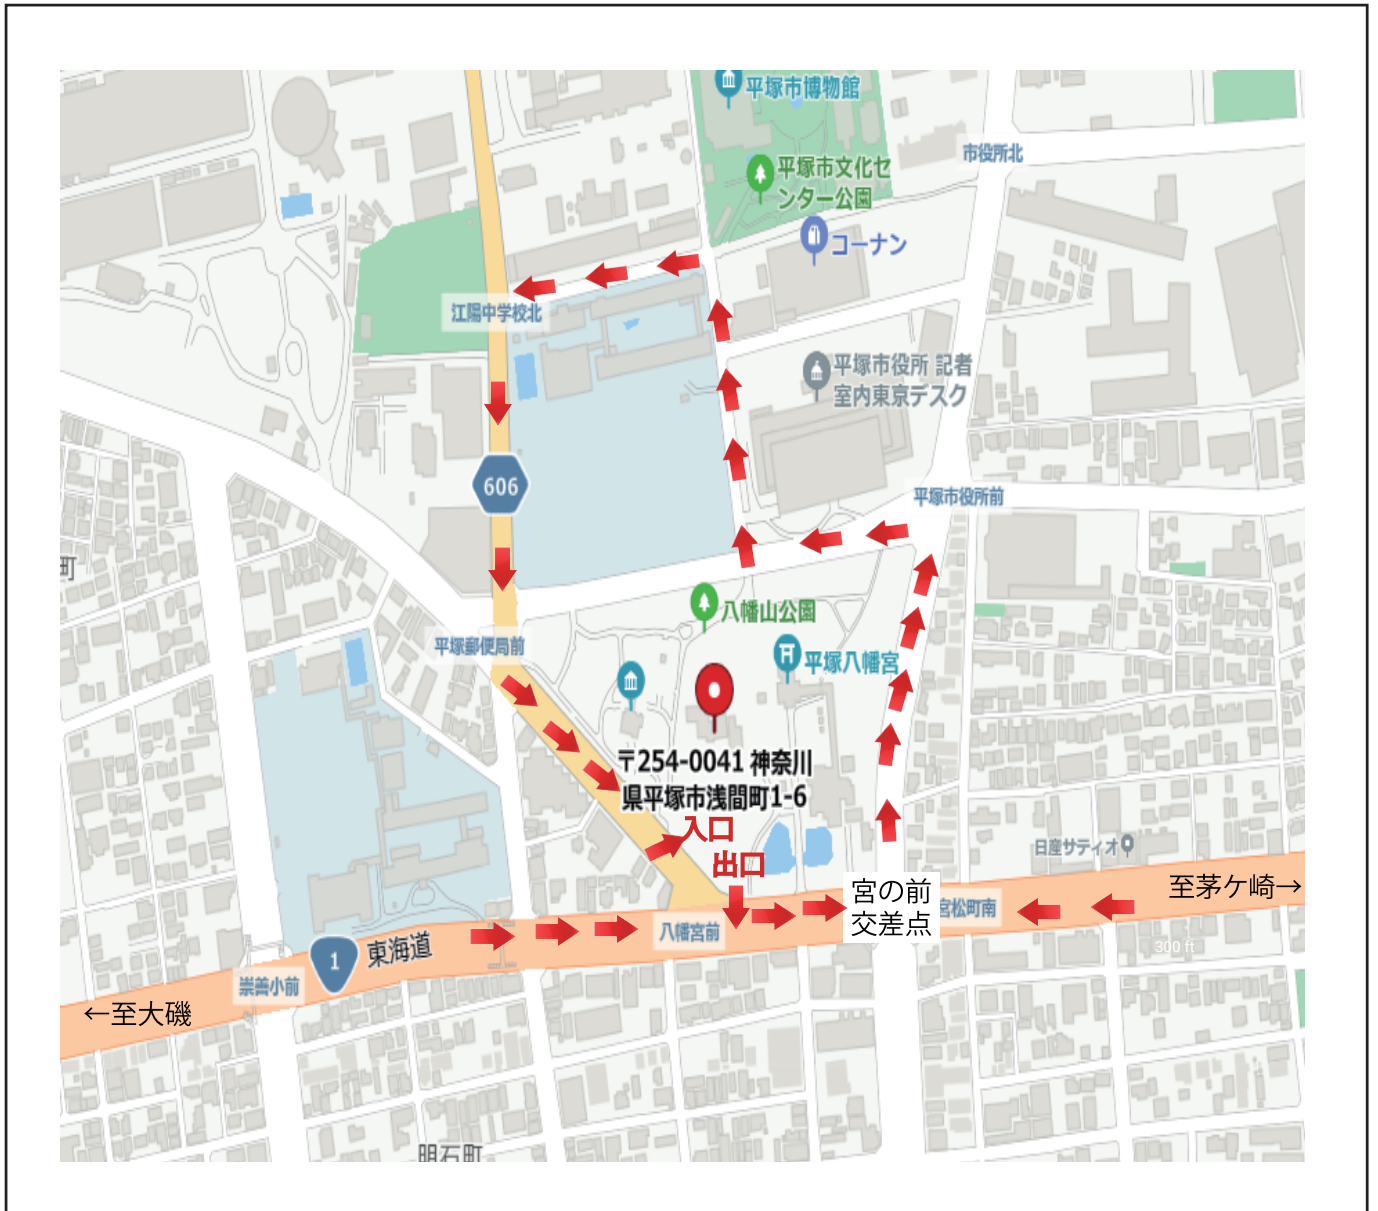 平塚市博物館
市役所北
平塚市文化セ
ンター公園
コーナン
江陽中学校北
平塚市役所 記者
室内東京デスク
606
平塚市役所前
町
八幡山公園
平塚郵便局前
平塚八幡宮
〒254-0041 神奈川
県平塚市浅間町1-6
入口
出口
日産サティオ
宮の前
交差点
至茅ケ崎→
宮松町南
八幡宮前
300 ft
1
東海道
崇善小前
←至大磯
明石町